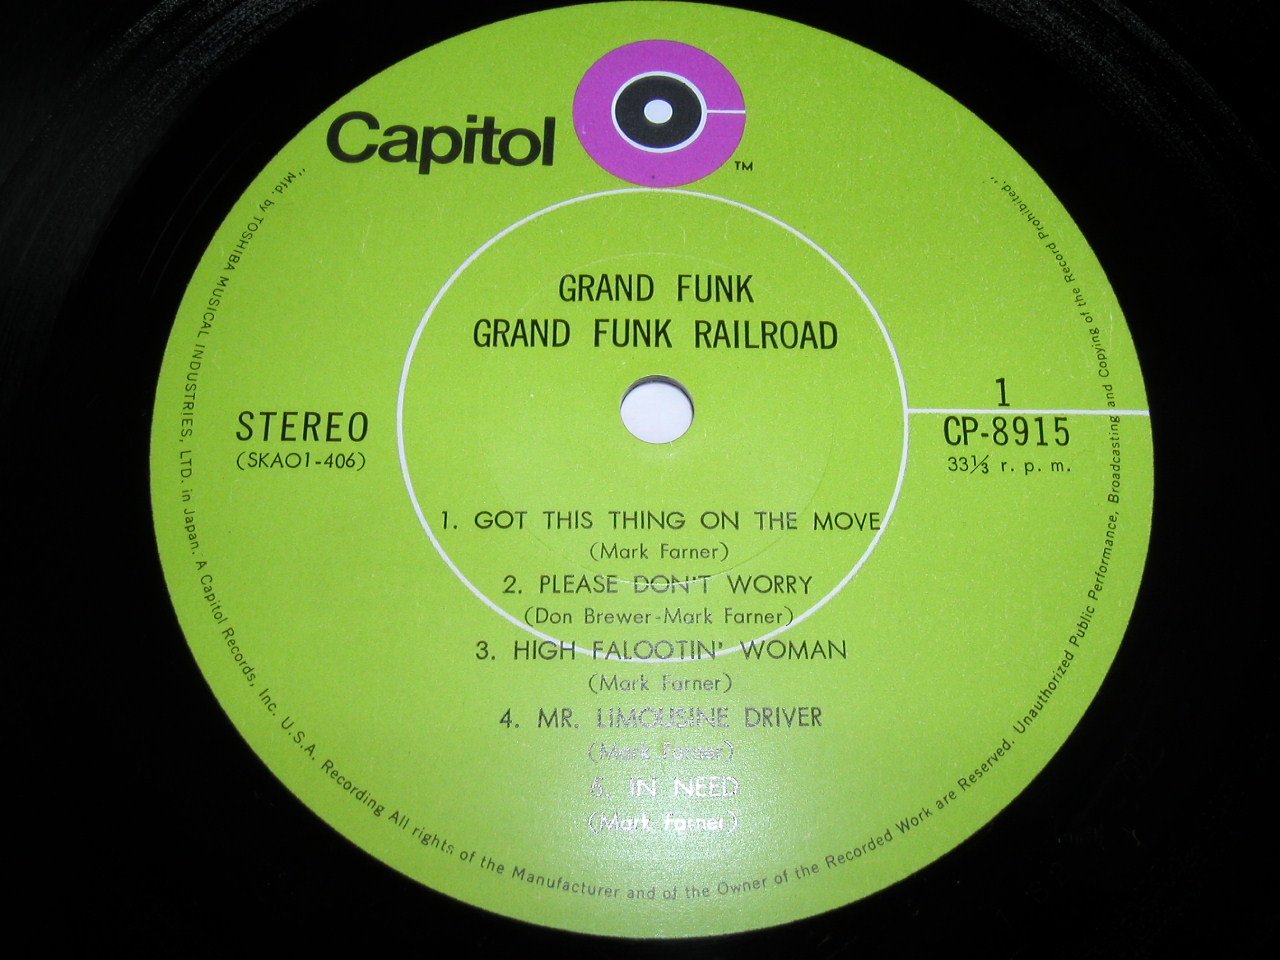 Capitol
TM
GRAND FUNK
GRAND FUNK RAILROAD
STEREO
(SKAO1-406)
1
CP-8915
33⅓ r. p. m.
1. GOT THIS THING ON THE MOVE
(Mark Farner)
2. PLEASE DON'T WORRY
(Don Brewer-Mark Farner)
3. HIGH FALOOTIN' WOMAN
(Mark Farner)
4. MR. LIMOUSINE DRIVER
(Mark Farner)
5. IN NEED
(Mark Farner)
"Mfd. by TOSHIBA MUSICAL INDUSTRIES, LTD. in Japan. A Capitol Records, Inc. U.S.A. Recording All rights of the Manufacturer and of the Owner of the Recorded Work are Reserved. Unauthorized Public Performance, Broadcasting and Copying of the Record Prohibited."